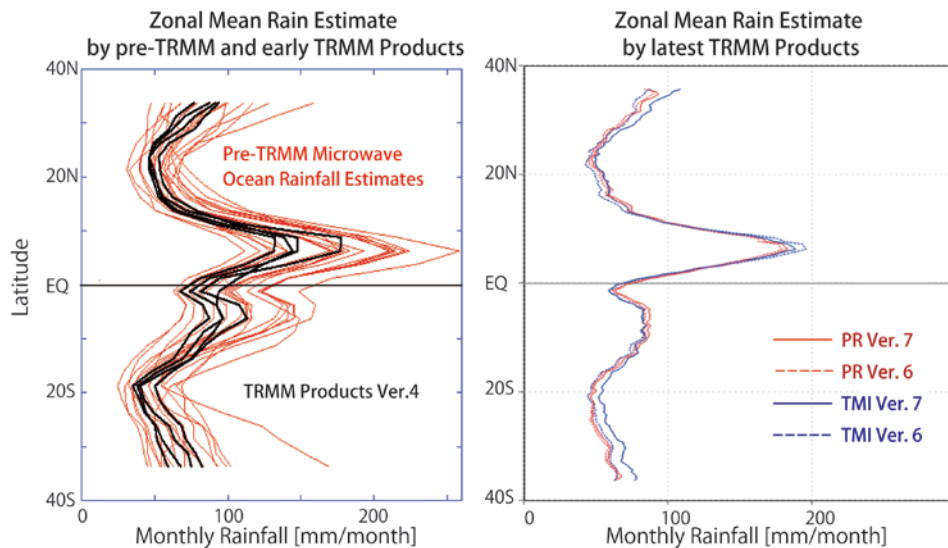 Zonal Mean Rain Estimate
by pre-TRMM and early TRMM Products
40N
20N
EQ
20S
40S
Latitude
Pre-TRMM Microwave
Ocean Rainfall Estimates
TRMM Products Ver.4
0
100
200
Monthly Rainfall [mm/month]
Zonal Mean Rain Estimate
by latest TRMM Products
40N
20N
EQ
20S
40S
PR Ver. 7
PR Ver. 6
TMI Ver. 7
TMI Ver. 6
0
100
200
Monthly Rainfall [mm/month]